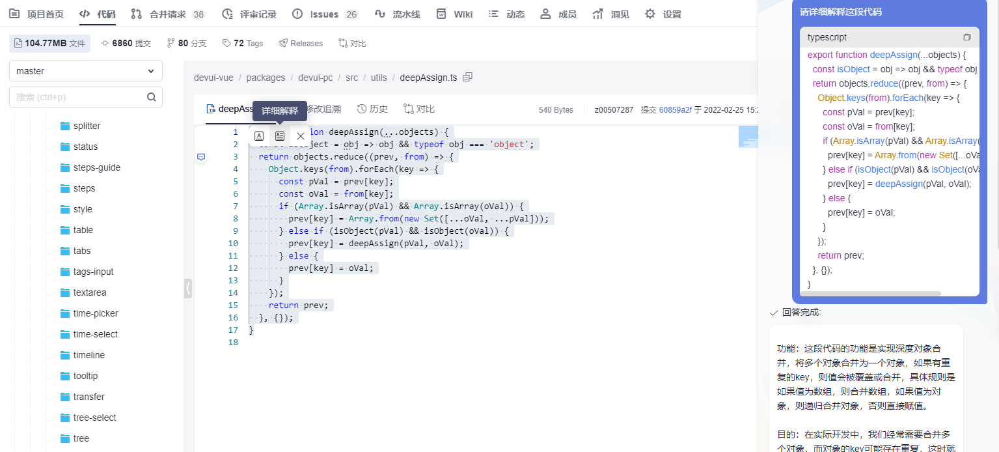 项目首页 代码 合并请求 38 评审记录 Issues 26 流水线 Wiki 动态 成员 洞见 设置
104.77MB 文件 6860 提交 80 分支 72 Tags Releases 对比
master
搜索 (ctrl+p)
splitter
status
steps-guide
steps
style
table
tabs
tags-input
textarea
time-picker
time-select
timeline
tooltip
transfer
tree-select
tree
devui-vue / packages / devui-pc / src / utils / deepAssign.ts
deepAss 详细解释 修改追溯 历史 对比 540 Bytes z00507287 提交 60859a2f 于 2022-02-25 15:2
1 ion deepAssign(...objects) {
2 const isObject = obj => obj && typeof obj === 'object';
3 return objects.reduce((prev, from) => {
4 Object.keys(from).forEach(key => {
5 const pVal = prev[key];
6 const oVal = from[key];
7 if (Array.isArray(pVal) && Array.isArray(oVal)) {
8 prev[key] = Array.from(new Set([...oVal, ...pVal]));
9 } else if (isObject(pVal) && isObject(oVal)) {
10 prev[key] = deepAssign(pVal, oVal);
11 } else {
12 prev[key] = oVal;
13 }
14 });
15 return prev;
16 }, {});
17 }
18
请详细解释这段代码
typescript
export function deepAssign(...objects) {
const isObject = obj => obj && typeof obj
return objects.reduce((prev, from) => {
Object.keys(from).forEach(key => {
const pVal = prev[key];
const oVal = from[key];
if (Array.isArray(pVal) && Array.isArray(
prev[key] = Array.from(new Set([...oVa
} else if (isObject(pVal) && isObject(oVa
prev[key] = deepAssign(pVal, oVal);
} else {
prev[key] = oVal;
}
});
return prev;
}, {});
}
回答完成:
功能：这段代码的功能是实现深度对象合
并，将多个对象合并为一个对象，如果有重
复的key，则值会被覆盖或合并，具体规则是
如果值为数组，则合并数组，如果值为对
象，则递归合并对象，否则直接赋值。
目的：在实际开发中，我们经常需要合并多
个对象，而对象的key可能存在重复，这时就